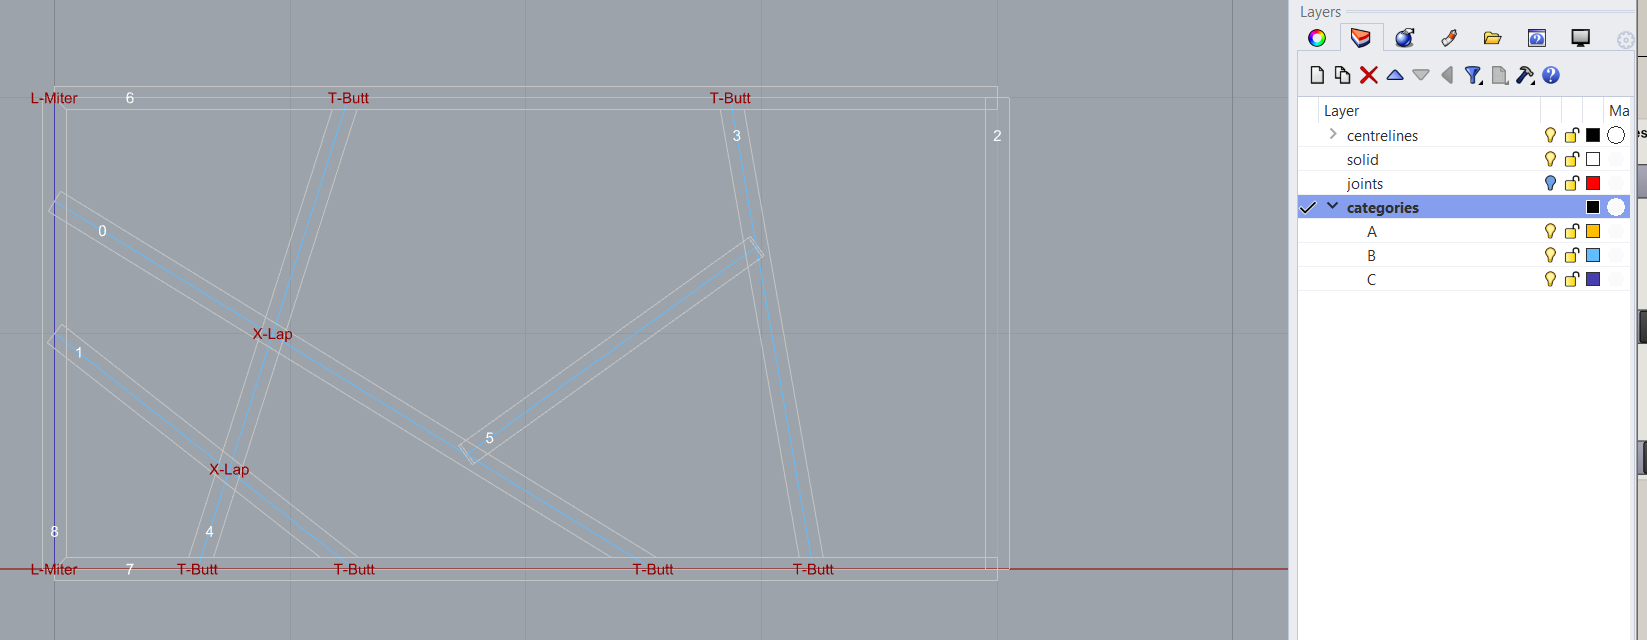 Layers
Layer
Ma
centrelines
solid
joints
categories
A
B
C
L-Miter
6
T-Butt
T-Butt
3
2
0
X-Lap
1
5
X-Lap
8
4
L-Miter
7
T-Butt
T-Butt
T-Butt
T-Butt